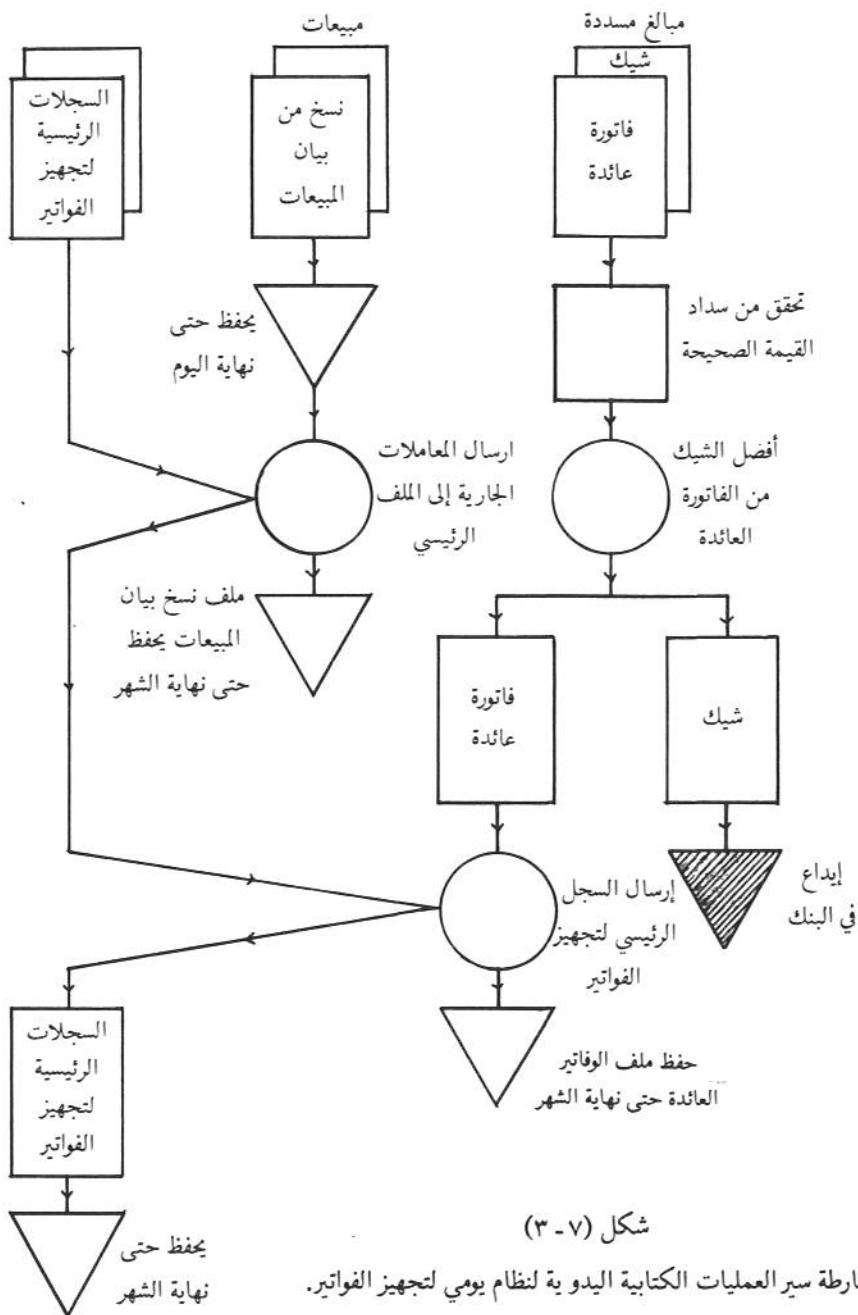 مبالغ مسددة
شيك
فاتورة
عائدة
تحقق من سداد
القيمة الصحيحة
أفضل الشيك
من الفاتورة
العائدة
شيك
إيداع
في البنك
فاتورة
عائدة
إرسال السجل
الرئيسي لتجهيز
الفواتير
حفظ ملف الوفاتير
العائدة حتى نهاية الشهر
مبيعات
نسخ من
بيان
المبيعات
يحفظ حتى
نهاية اليوم
ارسال المعاملات
الجارية إلى الملف
الرئيسي
ملف نسخ بيان
المبيعات يحفظ
حتى نهاية الشهر
السجلات
الرئيسية
لتجهيز
الفواتير
السجلات
الرئيسية
لتجهيز
الفواتير
يحفظ حتى
نهاية الشهر
شكل (٧ - ٣)
ارطة سير العمليات الكتابية اليدو ية لنظام يومي لتجهيز الفواتير.